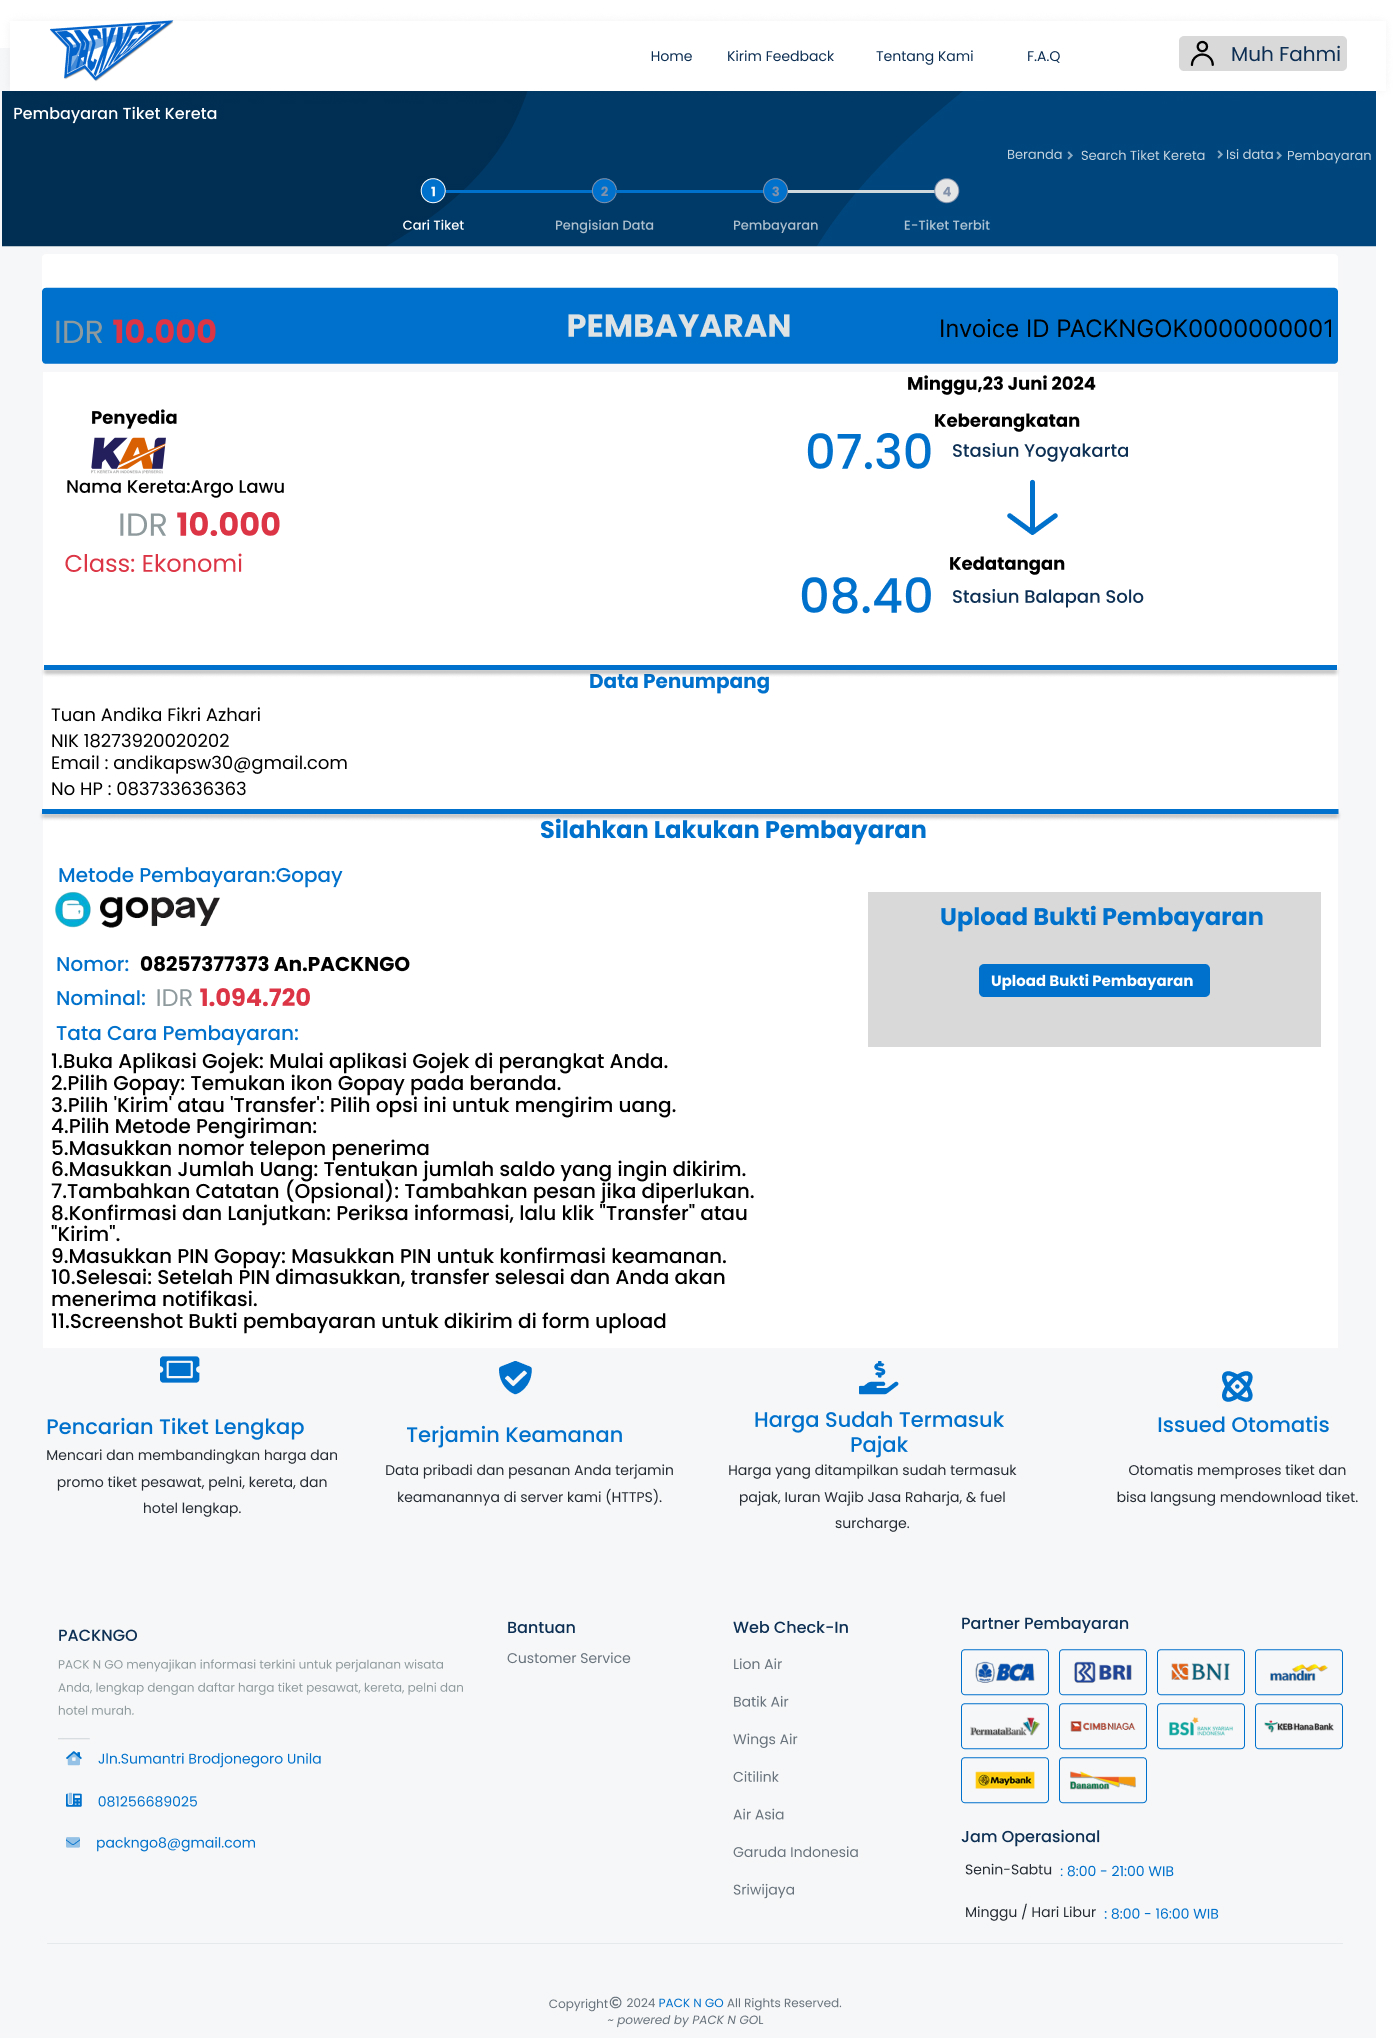 PACKNGO
Home
Kirim Feedback
Tentang Kami
F.A.Q
Muh Fahmi
Pembayaran Tiket Kereta
Beranda > Search Tiket Kereta > Isi data > Pembayaran
1
2
3
4
Cari Tiket
Pengisian Data
Pembayaran
E-Tiket Terbit
IDR 10.000
PEMBAYARAN
Invoice ID PACKNGOK0000000001
Minggu,23 Juni 2024
Penyedia
KAI
Nama Kereta:Argo Lawu
IDR 10.000
Class: Ekonomi
Keberangkatan
07.30 Stasiun Yogyakarta
Kedatangan
08.40 Stasiun Balapan Solo
Data Penumpang
Tuan Andika Fikri Azhari
NIK 18273920020202
Email : andikapsw30@gmail.com
No HP : 083733636363
Silahkan Lakukan Pembayaran
Metode Pembayaran:Gopay
gopay
Nomor: 08257377373 An.PACKNGO
Nominal: IDR 1.094.720
Tata Cara Pembayaran:
1.Buka Aplikasi Gojek: Mulai aplikasi Gojek di perangkat Anda.
2.Pilih Gopay: Temukan ikon Gopay pada beranda.
3.Pilih 'Kirim' atau 'Transfer': Pilih opsi ini untuk mengirim uang.
4.Pilih Metode Pengiriman:
5.Masukkan nomor telepon penerima
6.Masukkan Jumlah Uang: Tentukan jumlah saldo yang ingin dikirim.
7.Tambahkan Catatan (Opsional): Tambahkan pesan jika diperlukan.
8.Konfirmasi dan Lanjutkan: Periksa informasi, lalu klik "Transfer" atau
"Kirim".
9.Masukkan PIN Gopay: Masukkan PIN untuk konfirmasi keamanan.
10.Selesai: Setelah PIN dimasukkan, transfer selesai dan Anda akan
menerima notifikasi.
11.Screenshot Bukti pembayaran untuk dikirim di form upload
Upload Bukti Pembayaran
Upload Bukti Pembayaran
Pencarian Tiket Lengkap
Mencari dan membandingkan harga dan
promo tiket pesawat, pelni, kereta, dan
hotel lengkap.
Terjamin Keamanan
Data pribadi dan pesanan Anda terjamin
keamanannya di server kami (HTTPS).
Harga Sudah Termasuk
Pajak
Harga yang ditampilkan sudah termasuk
pajak, Iuran Wajib Jasa Raharja, & fuel
surcharge.
Issued Otomatis
Otomatis memproses tiket dan
bisa langsung mendownload tiket.
PACKNGO
PACK N GO menyajikan informasi terkini untuk perjalanan wisata
Anda, lengkap dengan daftar harga tiket pesawat, kereta, pelni dan
hotel murah.
Jln.Sumantri Brodjonegoro Unila
081256689025
packngo8@gmail.com
Bantuan
Customer Service
Web Check-In
Lion Air
Batik Air
Wings Air
Citilink
Air Asia
Garuda Indonesia
Sriwijaya
Partner Pembayaran
BCA
BRI
BNI
mandiri
PermataBank
CIMBNIAGA
BSI BANK SYARIAH INDONESIA
KEB Hana Bank
Maybank
Danamon
Jam Operasional
Senin-Sabtu : 8:00 - 21:00 WIB
Minggu / Hari Libur : 8:00 - 16:00 WIB
Copyright© 2024 PACK N GO All Rights Reserved.
~ powered by PACK N GOL